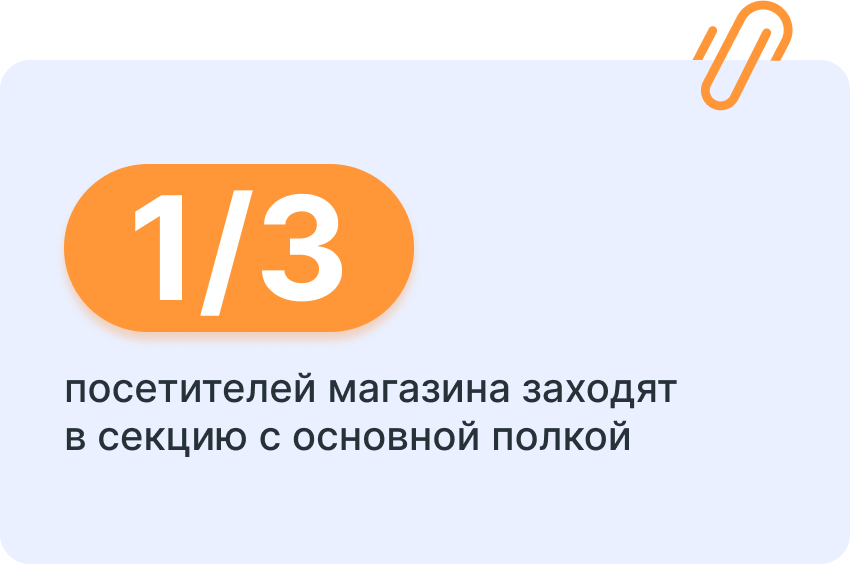 1/3
посетителей магазина заходят
в секцию с основной полкой